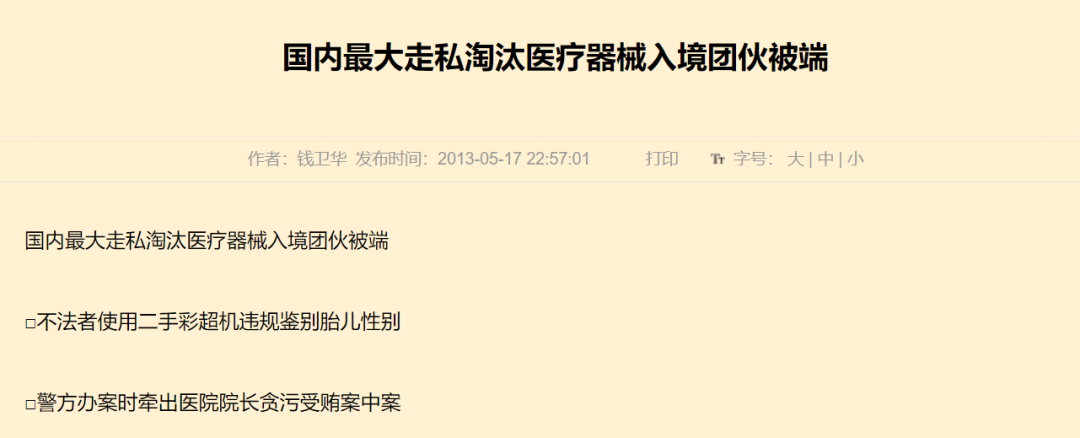 国内最大走私淘汰医疗器械入境团伙被端
作者：钱卫华 发布时间：2013-05-17 22:57:01 打印 Tт 字号： 大 | 中 | 小
国内最大走私淘汰医疗器械入境团伙被端
□不法者使用二手彩超机违规鉴别胎儿性别
□警方办案时牵出医院院长贪污受贿案中案